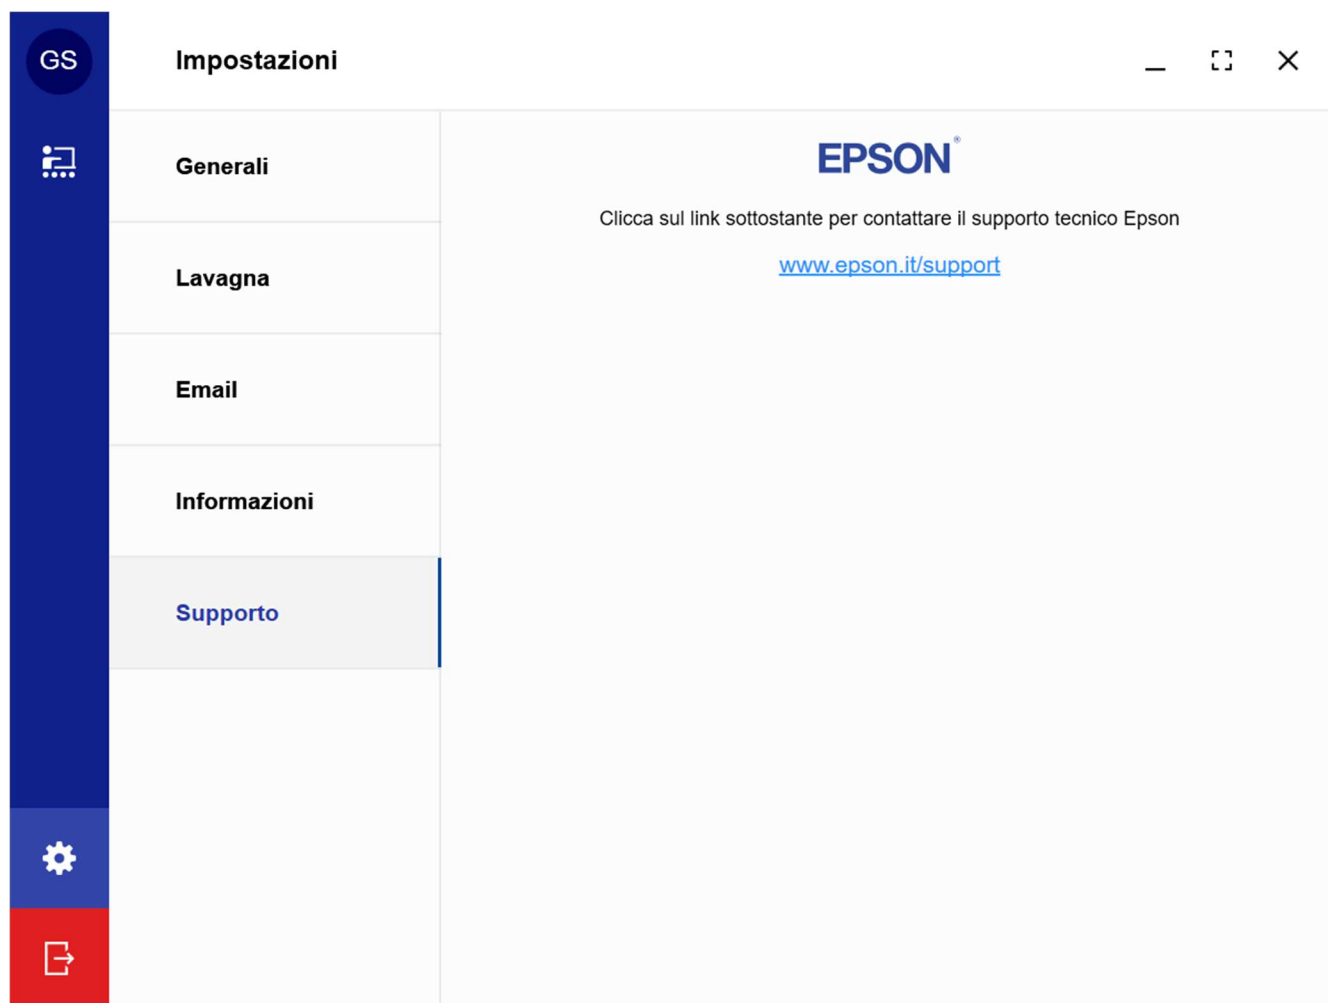 GS
Impostazioni
Generali
Lavagna
Email
Informazioni
Supporto
EPSON®
Clicca sul link sottostante per contattare il supporto tecnico Epson
www.epson.it/support